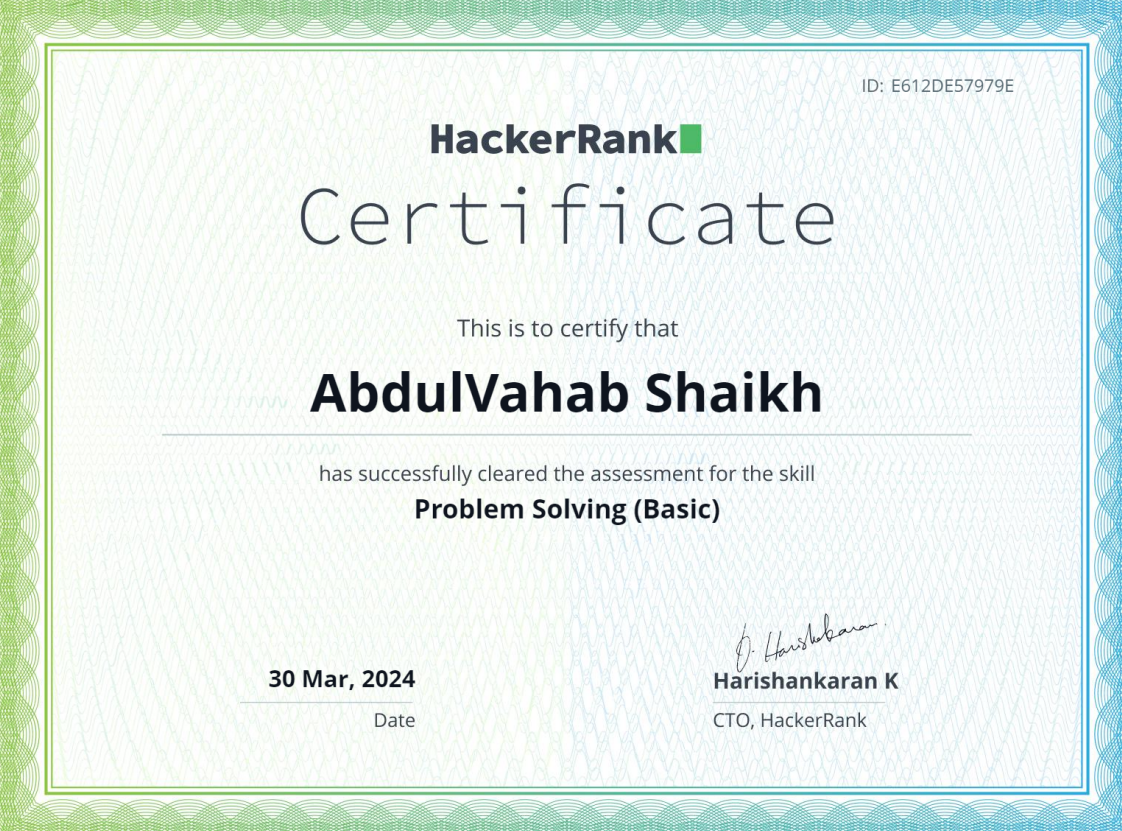 ID: E612DE57979E
HackerRank
Certificate
This is to certify that
AbdulVahab Shaikh
has successfully cleared the assessment for the skill
Problem Solving (Basic)
30 Mar, 2024
Date
Harishankaran K
CTO, HackerRank